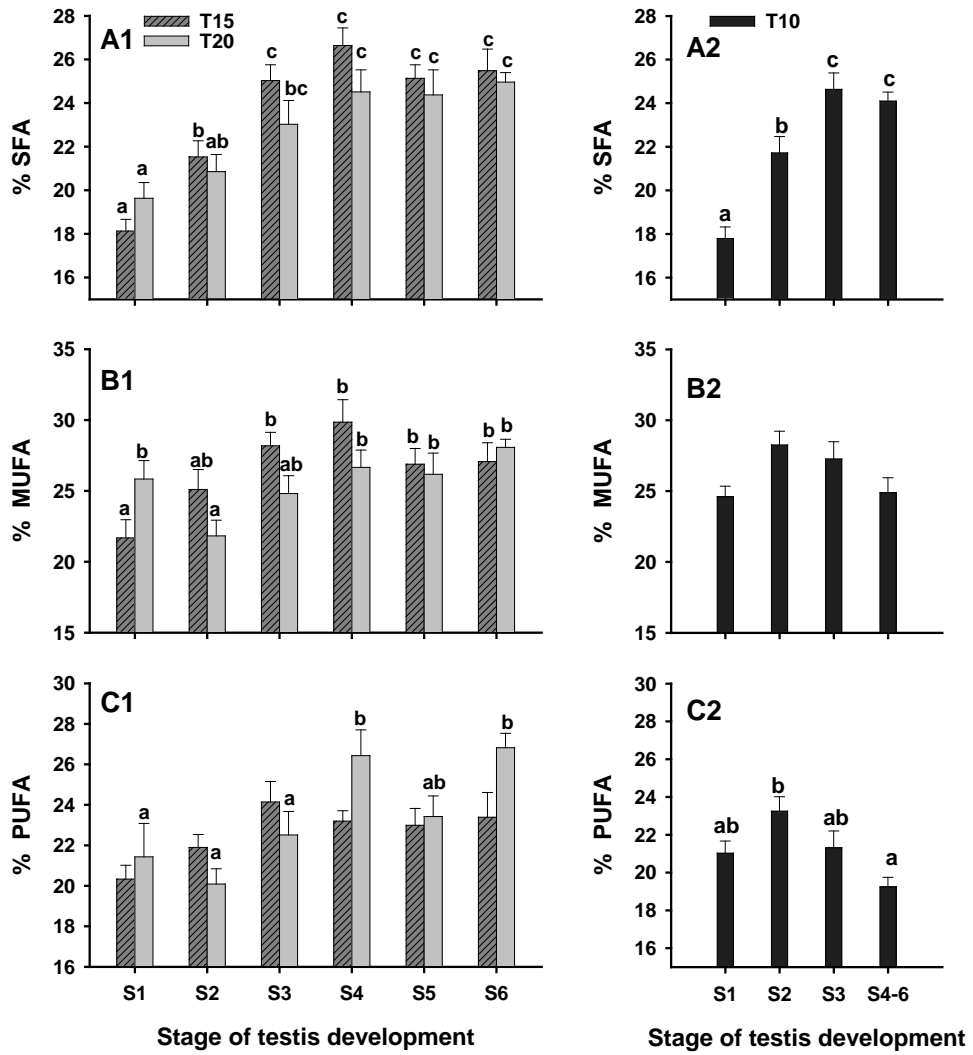 T15
T20
A1
% SFA
28
26
24
22
20
18
16
a
a
b
ab
c
bc
c
c
c
c
c
c
T10
A2
% SFA
28
26
24
22
20
18
16
a
b
c
c
B1
% MUFA
35
30
25
20
15
a
b
ab
a
b
ab
b
b
b
b
b
b
B2
% MUFA
35
30
25
20
15
C1
% PUFA
30
28
26
24
22
20
18
16
a
a
a
b
ab
b
S1 S2 S3 S4 S5 S6
Stage of testis development
C2
% PUFA
30
28
26
24
22
20
18
16
ab
b
ab
a
S1 S2 S3 S4-6
Stage of testis development